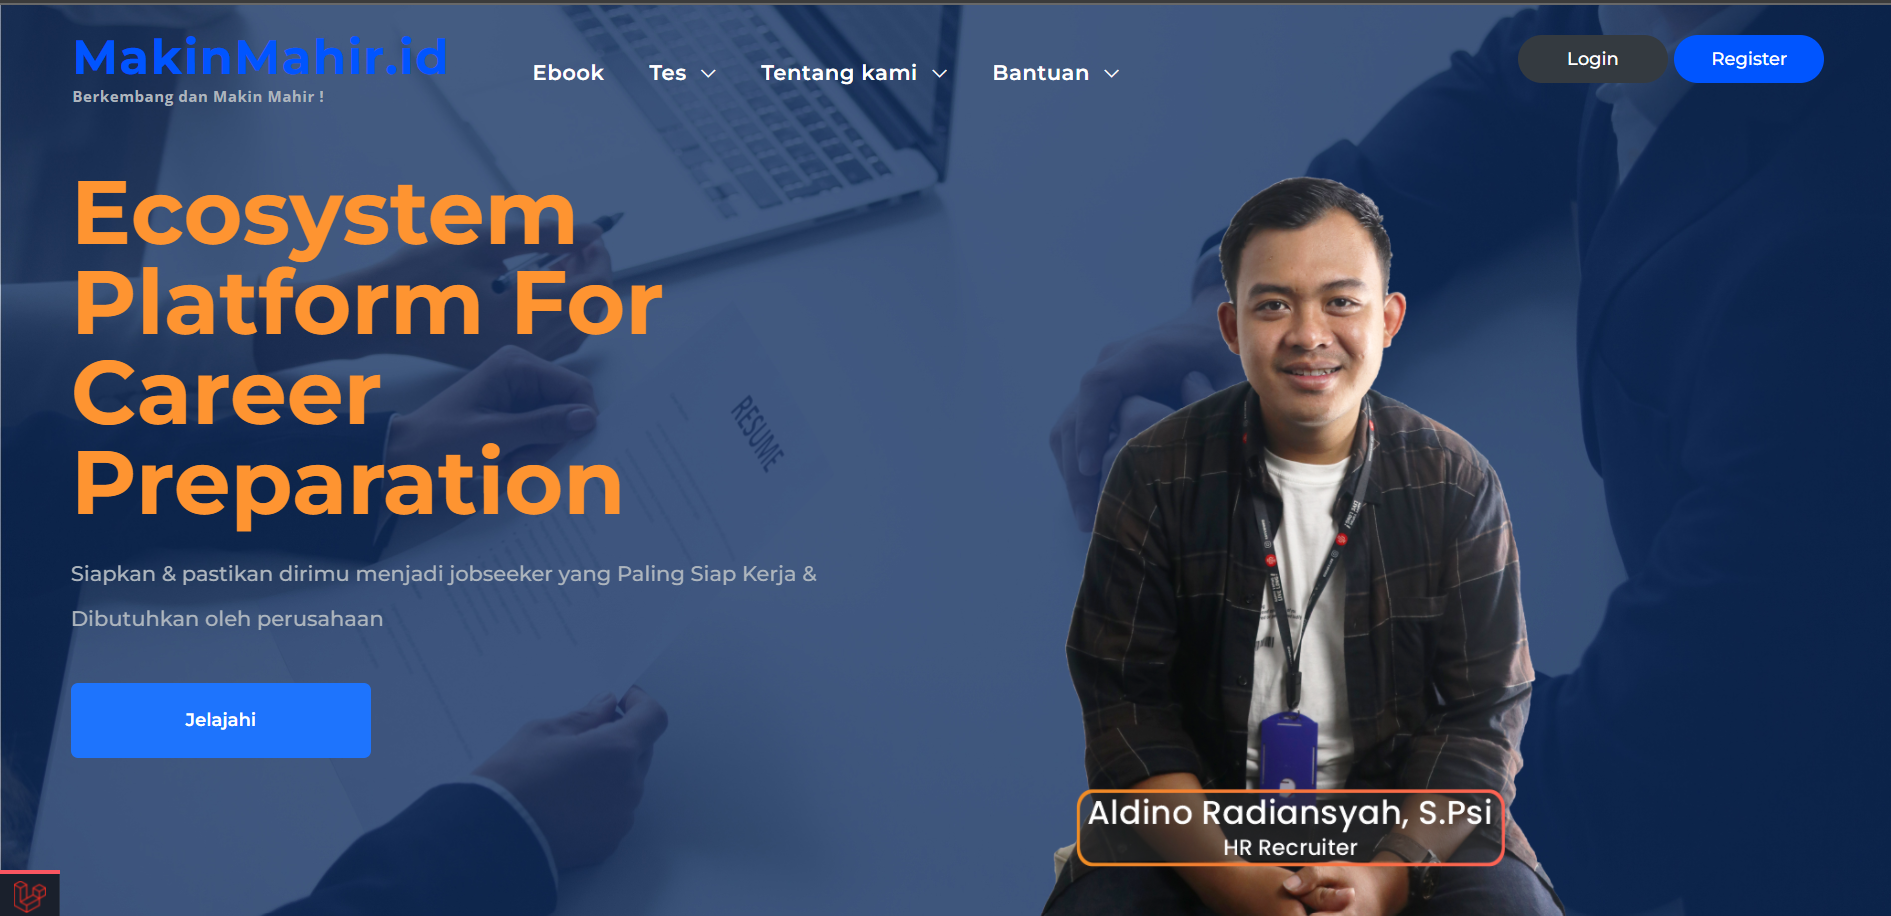 MakinMahir.id
Berkembang dan Makin Mahir !
Ebook Tes Tentang kami Bantuan
Login Register
Ecosystem
Platform For
Career
Preparation
Siapkan & pastikan dirimu menjadi jobseeker yang Paling Siap Kerja &
Dibutuhkan oleh perusahaan
Jelajahi
RESUME
Aldino Radiansyah, S.Psi
HR Recruiter